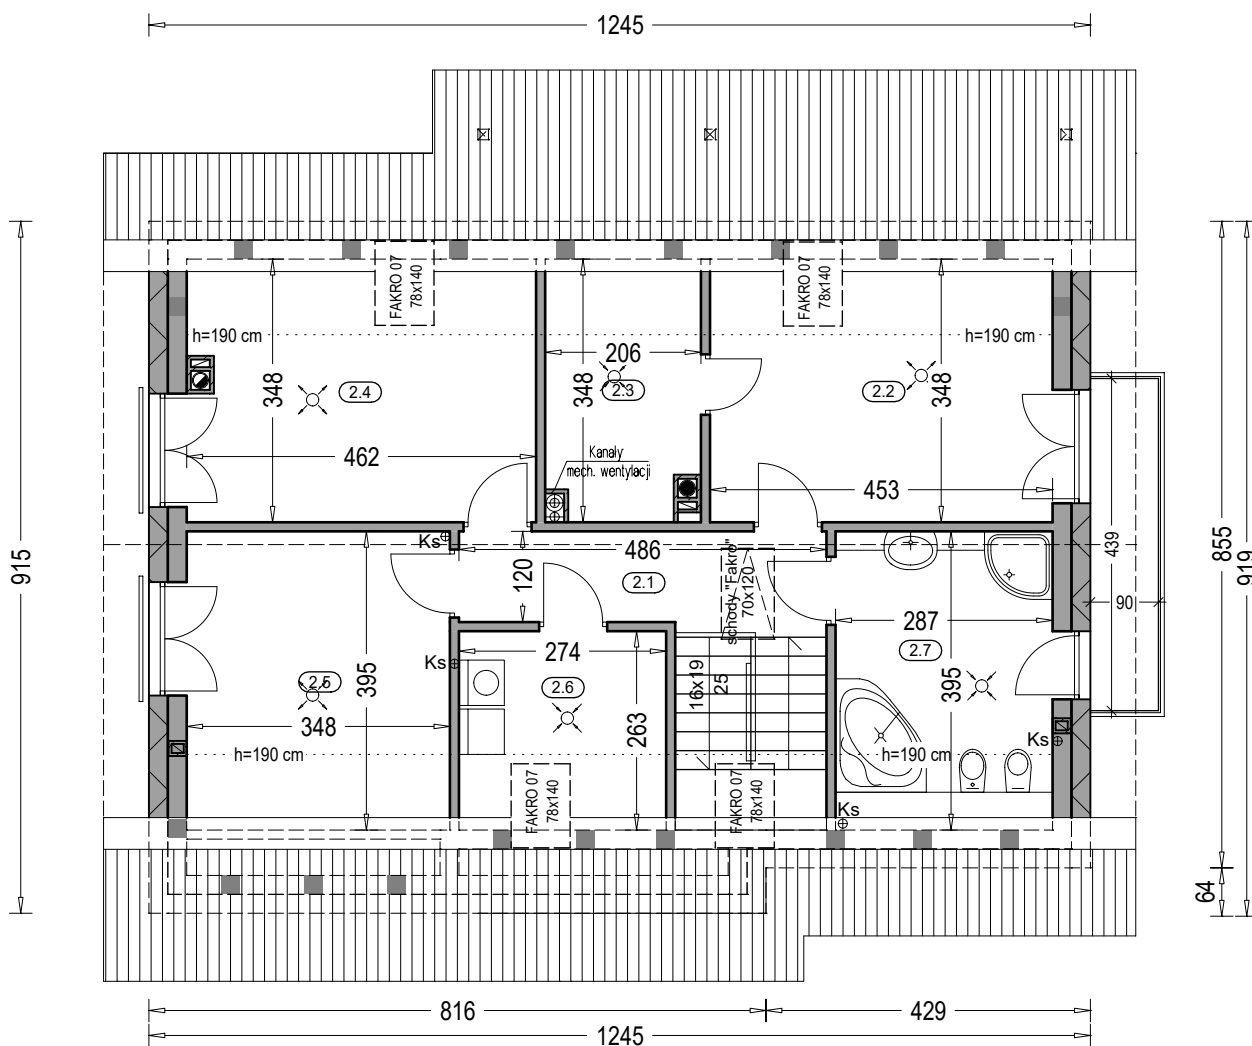 1245
FAKRO 07
78x140
FAKRO 07
78x140
h=190 cm
h=190 cm
348
2.4
462
206
348
2.3
Kanały
mech. wentylacji
2.2
348
453
915
855
919
64
Ks
486
120
2.1
schody "Fakro"
70x120
439
90
287
2.7
395
Ks
274
2.6
263
16x19
25
2.5
395
348
h=190 cm
h=190 cm
Ks
Ks
FAKRO 07
78x140
FAKRO 07
78x140
816
429
1245